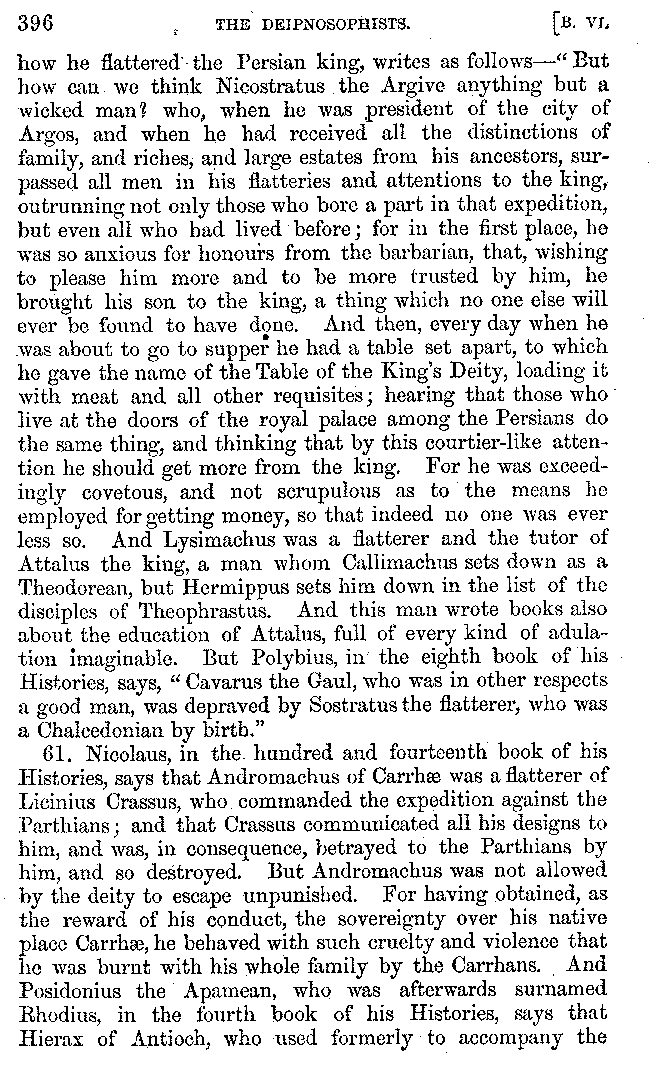 396 THE DEIPNOSOPHISTS. [B. VI.
how he flattered the Persian king, writes as follows—“But
how can we think Nicostratus the Argive anything but a
wicked man? who, when he was president of the city of
Argos, and when he had received all the distinctions of
family, and riches, and large estates from his ancestors, sur-
passed all men in his flatteries and attentions to the king,
outrunning not only those who bore a part in that expedition,
but even all who had lived before; for in the first place, he
was so anxious for honours from the barbarian, that, wishing
to please him more and to be more trusted by him, he
brought his son to the king, a thing which no one else will
ever be found to have done. And then, every day when he
was about to go to supper he had a table set apart, to which
he gave the name of the Table of the King’s Deity, loading it
with meat and all other requisites; hearing that those who
live at the doors of the royal palace among the Persians do
the same thing, and thinking that by this courtier-like atten-
tion he should get more from the king. For he was exceed-
ingly covetous, and not scrupulous as to the means he
employed for getting money, so that indeed no one was ever
less so. And Lysimachus was a flatterer and the tutor of
Attalus the king, a man whom Callimachus sets down as a
Theodorean, but Hermippus sets him down in the list of the
disciples of Theophrastus. And this man wrote books also
about the education of Attalus, full of every kind of adula-
tion imaginable. But Polybius, in the eighth book of his
Histories, says, “Cavarus the Gaul, who was in other respects
a good man, was depraved by Sostratus the flatterer, who was
a Chalcedonian by birth.”
61. Nicolaus, in the hundred and fourteenth book of his
Histories, says that Andromachus of Carrhæ was a flatterer of
Licinius Crassus, who commanded the expedition against the
Parthians; and that Crassus communicated all his designs to
him, and was, in consequence, betrayed to the Parthians by
him, and so destroyed. But Andromachus was not allowed
by the deity to escape unpunished. For having obtained, as
the reward of his conduct, the sovereignty over his native
place Carrhæ, he behaved with such cruelty and violence that
he was burnt with his whole family by the Carrhans. And
Posidonius the Apamean, who was afterwards surnamed
Rhodius, in the fourth book of his Histories, says that
Hierax of Antioch, who used formerly to accompany the